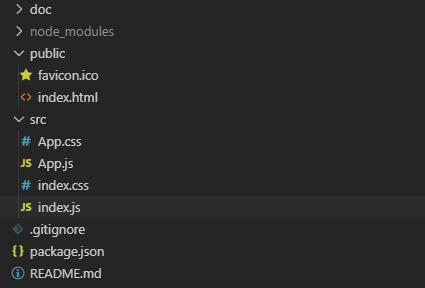 doc
node_modules
public
favicon.ico
<> index.html
src
# App.css
JS App.js
# index.css
JS index.js
.gitignore
{} package.json
README.md